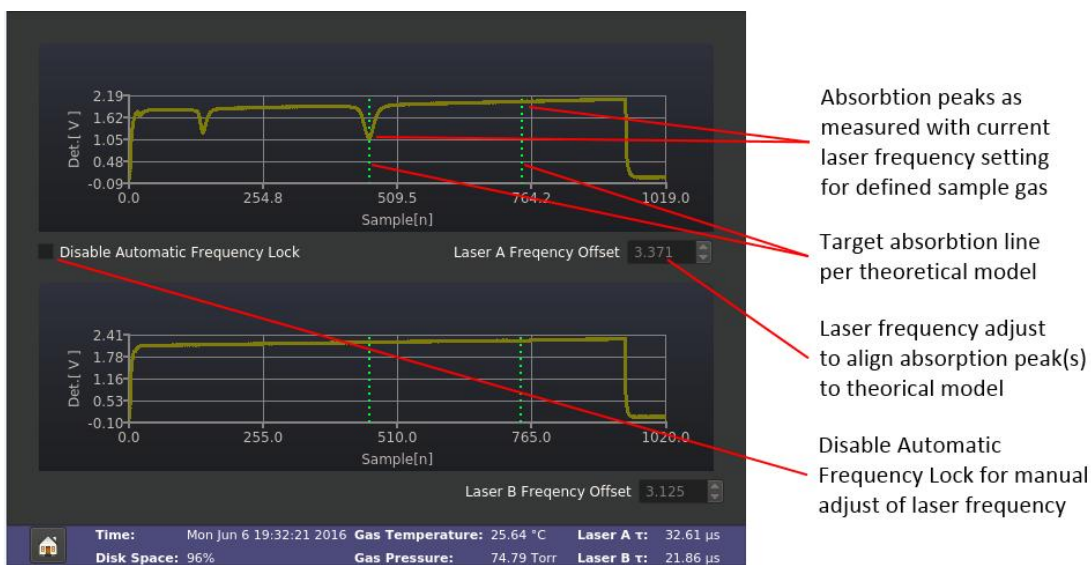 2.19
1.62
1.05
0.48
-0.09
Det.[ V ]
0.0 254.8 509.5 764.2 1019.0
Sample[n]
Disable Automatic Frequency Lock Laser A Freqency Offset 3.371
2.41
1.78
1.16
0.53
-0.10
Det.[ V ]
0.0 255.0 510.0 765.0 1020.0
Sample[n]
Laser B Freqency Offset 3.125
Time: Mon Jun 6 19:32:21 2016 Gas Temperature: 25.64 °C Laser A τ: 32.61 µs
Disk Space: 96% Gas Pressure: 74.79 Torr Laser B τ: 21.86 µs
Absorbtion peaks as
measured with current
laser frequency setting
for defined sample gas
Target absorbtion line
per theoretical model
Laser frequency adjust
to align absorption peak(s)
to theorical model
Disable Automatic
Frequency Lock for manual
adjust of laser frequency